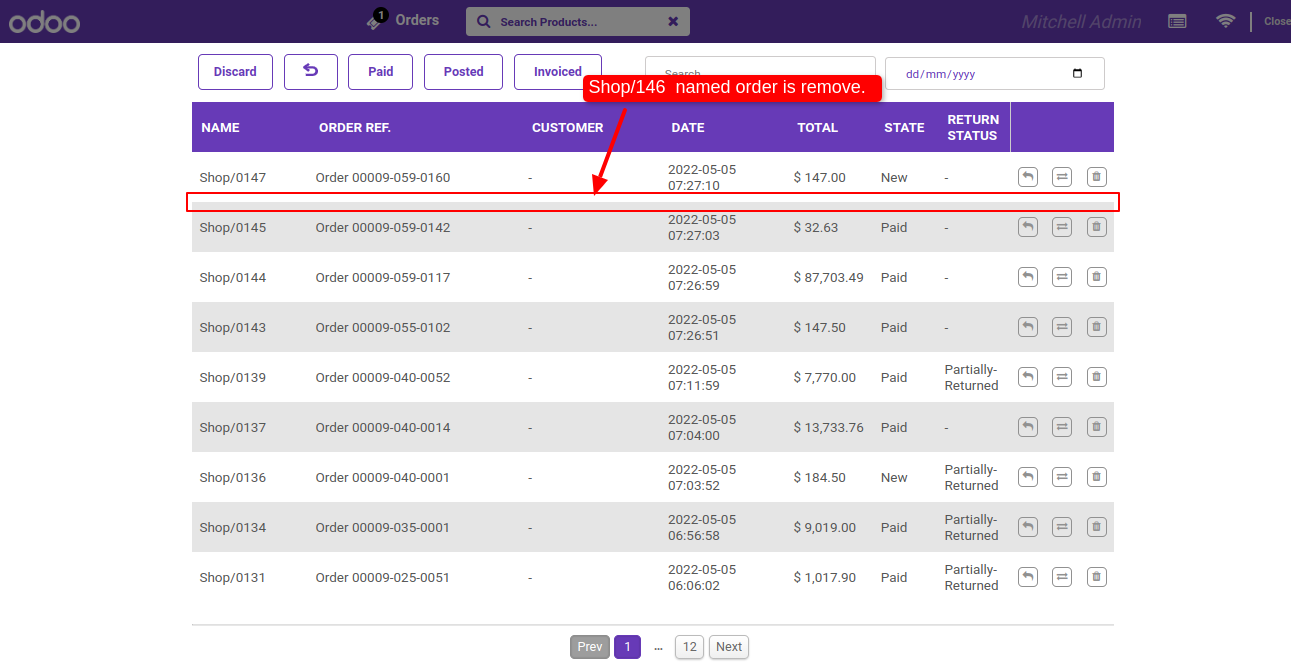 odoo
1 Orders
Search Products...
Mitchell Admin
Close
Discard
Paid
Posted
Invoiced
Search
dd/mm/yyyy
Shop/146 named order is remove.
NAME ORDER REF. CUSTOMER DATE TOTAL STATE RETURN
STATUS
Shop/0147 Order 00009-059-0160 - 2022-05-05
07:27:10 $ 147.00 New -
Shop/0145 Order 00009-059-0142 - 2022-05-05
07:27:03 $ 32.63 Paid -
Shop/0144 Order 00009-059-0117 - 2022-05-05
07:26:59 $ 87,703.49 Paid -
Shop/0143 Order 00009-055-0102 - 2022-05-05
07:26:51 $ 147.50 Paid -
Shop/0139 Order 00009-040-0052 - 2022-05-05
07:11:59 $ 7,770.00 Paid Partially-
Returned
Shop/0137 Order 00009-040-0014 - 2022-05-05
07:04:00 $ 13,733.76 Paid -
Shop/0136 Order 00009-040-0001 - 2022-05-05
07:03:52 $ 184.50 New Partially-
Returned
Shop/0134 Order 00009-035-0001 - 2022-05-05
06:56:58 $ 9,019.00 Paid Partially-
Returned
Shop/0131 Order 00009-025-0051 - 2022-05-05
06:06:02 $ 1,017.90 Paid Partially-
Returned
Prev 1 ... 12 Next